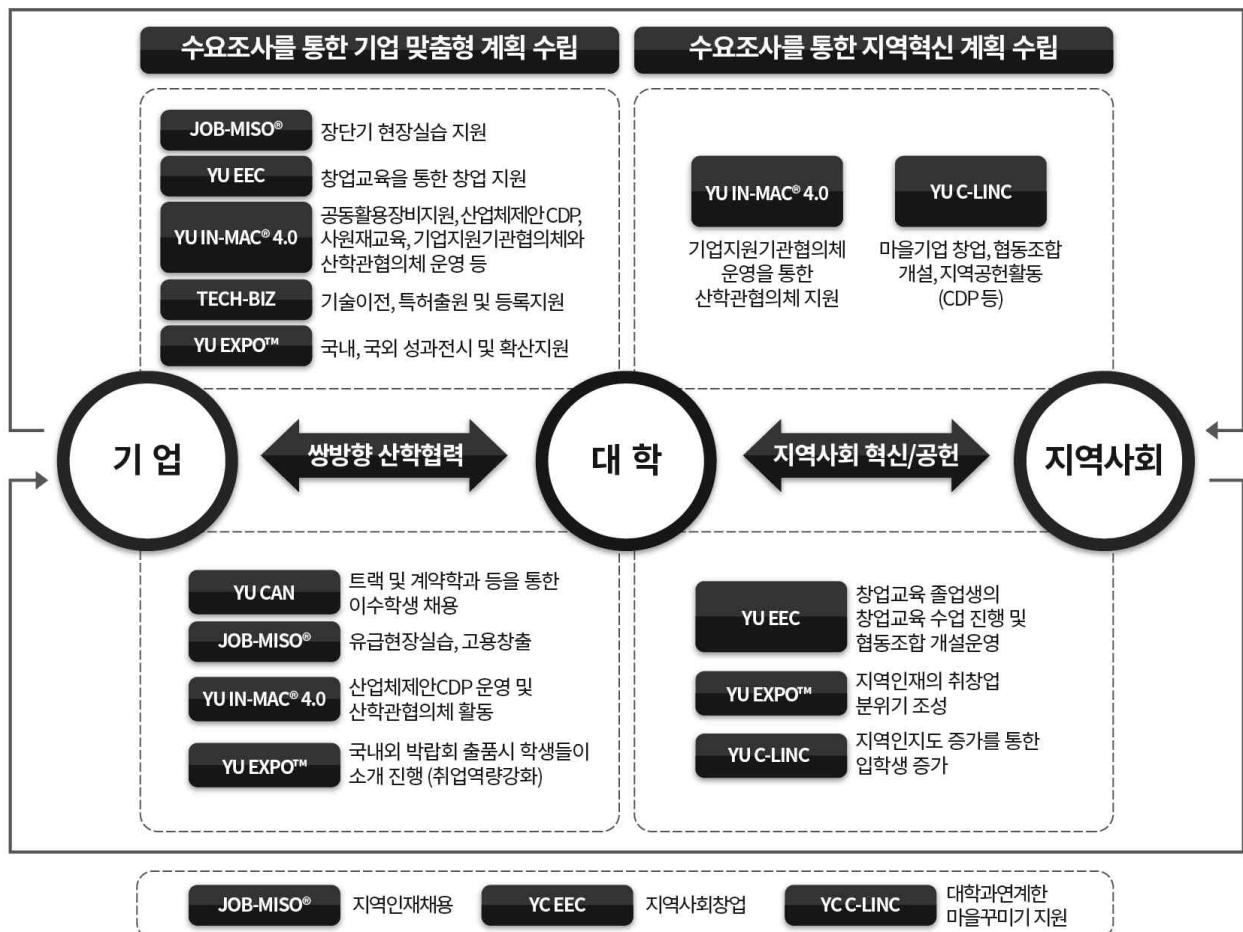 수요조사를 통한 기업 맞춤형 계획 수립
수요조사를 통한 지역혁신 계획 수립
JOB-MISO®
장단기 현장실습 지원
YU EEC
창업교육을 통한 창업 지원
YU IN-MAC® 4.0
공동활용장비지원, 산업체제안 CDP,
사원재교육, 기업지원기관협의체와
산학관협의체 운영 등
TECH-BIZ
기술이전, 특허출원 및 등록지원
YU EXPO™
국내, 국외 성과전시 및 확산지원
YU IN-MAC® 4.0
기업지원기관협의체
운영을 통한
산학관협의체 지원
YU C-LINC
마을기업 창업, 협동조합
개설, 지역공헌활동
(CDP 등)
기 업
쌍방향 산학협력
대 학
지역사회 혁신/공헌
지역사회
YU CAN
트랙 및 계약학과 등을 통한
이수학생 채용
JOB-MISO®
유급현장실습, 고용창출
YU IN-MAC® 4.0
산업체제안CDP 운영 및
산학관협의체 활동
YU EXPO™
국내외 박랍회 출품시 학생들이
소개 진행 (취업역량강화)
YU EEC
창업교육 졸업생의
창업교육 수업 진행 및
협동조합 개설운영
YU EXPO™
지역인재의 취창업
분위기 조성
YU C-LINC
지역인지도 증가를 통한
입학생 증가
JOB-MISO®
지역인재채용
YC EEC
지역사회창업
YC C-LINC
대학과연계한
마을꾸미기 지원